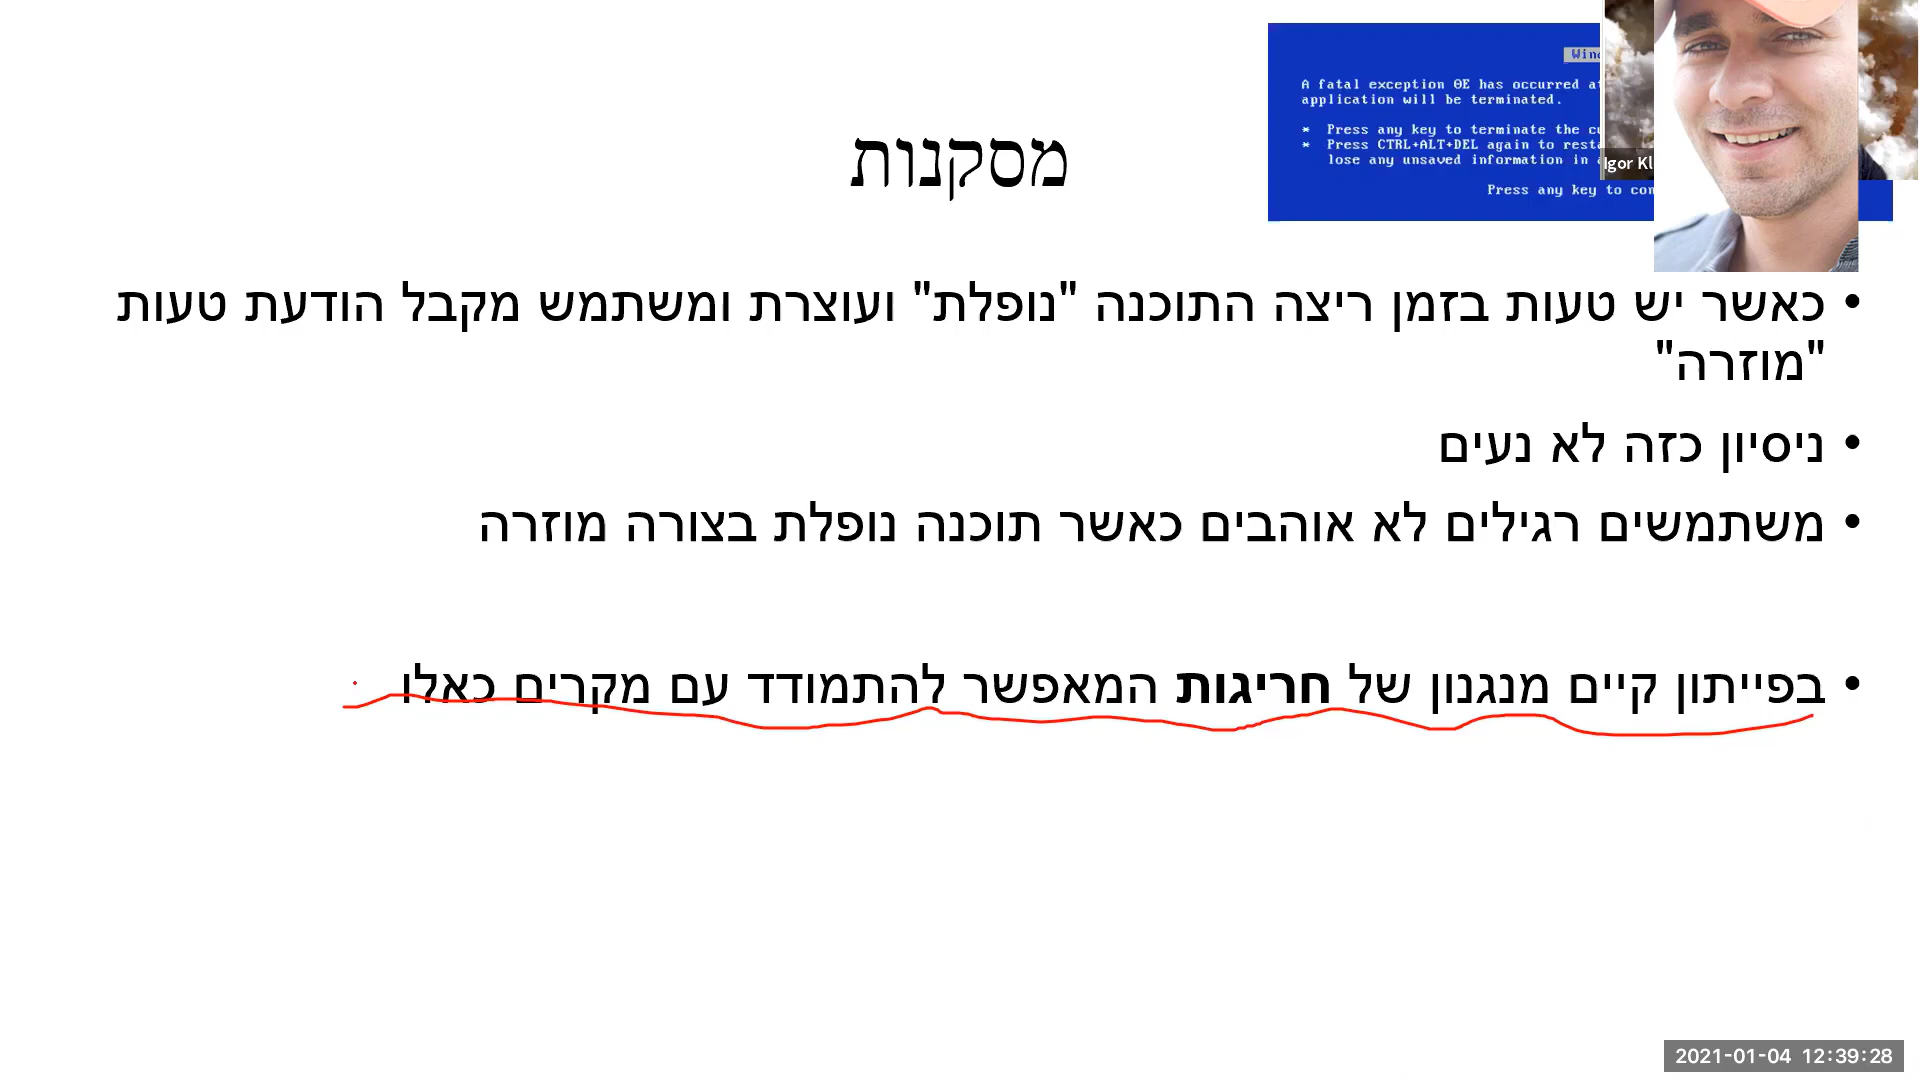 Wind
A fatal exception 0E has occurred at
application will be terminated.
* Press any key to terminate the cu
* Press CTRL+ALT+DEL again to resta
lose any unsaved information in a
Press any key to con
Igor Kl
מסקנות
• כאשר יש טעות בזמן ריצה התוכנה "נופלת" ועוצרת ומשתמש מקבל הודעת טעות
"מוזרה"
• ניסיון כזה לא נעים
• משתמשים רגילים לא אוהבים כאשר תוכנה נופלת בצורה מוזרה
• בפייתון קיים מנגנון של חריגות המאפשר להתמודד עם מקרים כאלו
2021-01-04 12:39:28